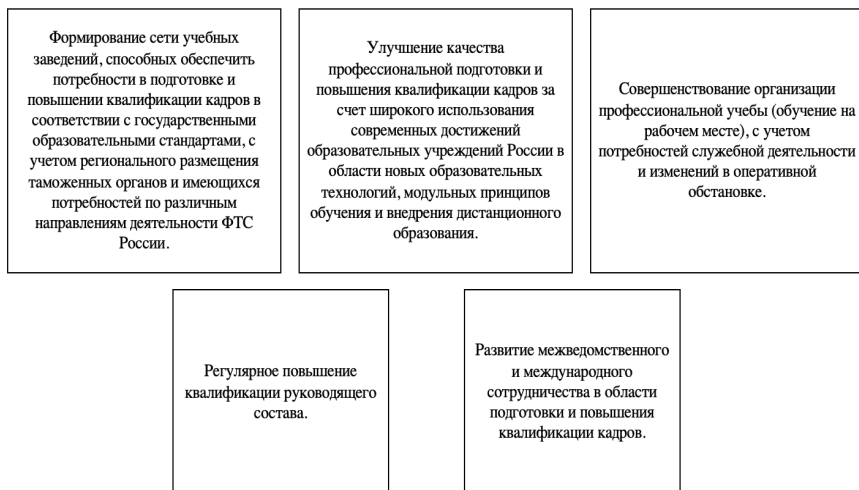 Формирование сети учебных
заведений, способных обеспечить
потребности в подготовке и
повышении квалификации кадров в
соответствии с государственными
образовательными стандартами, с
учетом регионального размещения
таможенных органов и имеющихся
потребностей по различным
направлениям деятельности ФТС
России.
Улучшение качества
профессиональной подготовки и
повышения квалификации кадров за
счет широкого использования
современных достижений
образовательных учреждений России в
области новых образовательных
технологий, модульных принципов
обучения и внедрения дистанционного
образования.
Совершенствование организации
профессиональной учебы (обучение на
рабочем месте), с учетом
потребностей служебной деятельности
и изменений в оперативной
обстановке.
Регулярное повышение
квалификации руководящего
состава.
Развитие межведомственного
и международного
сотрудничества в области
подготовки и повышения
квалификации кадров.